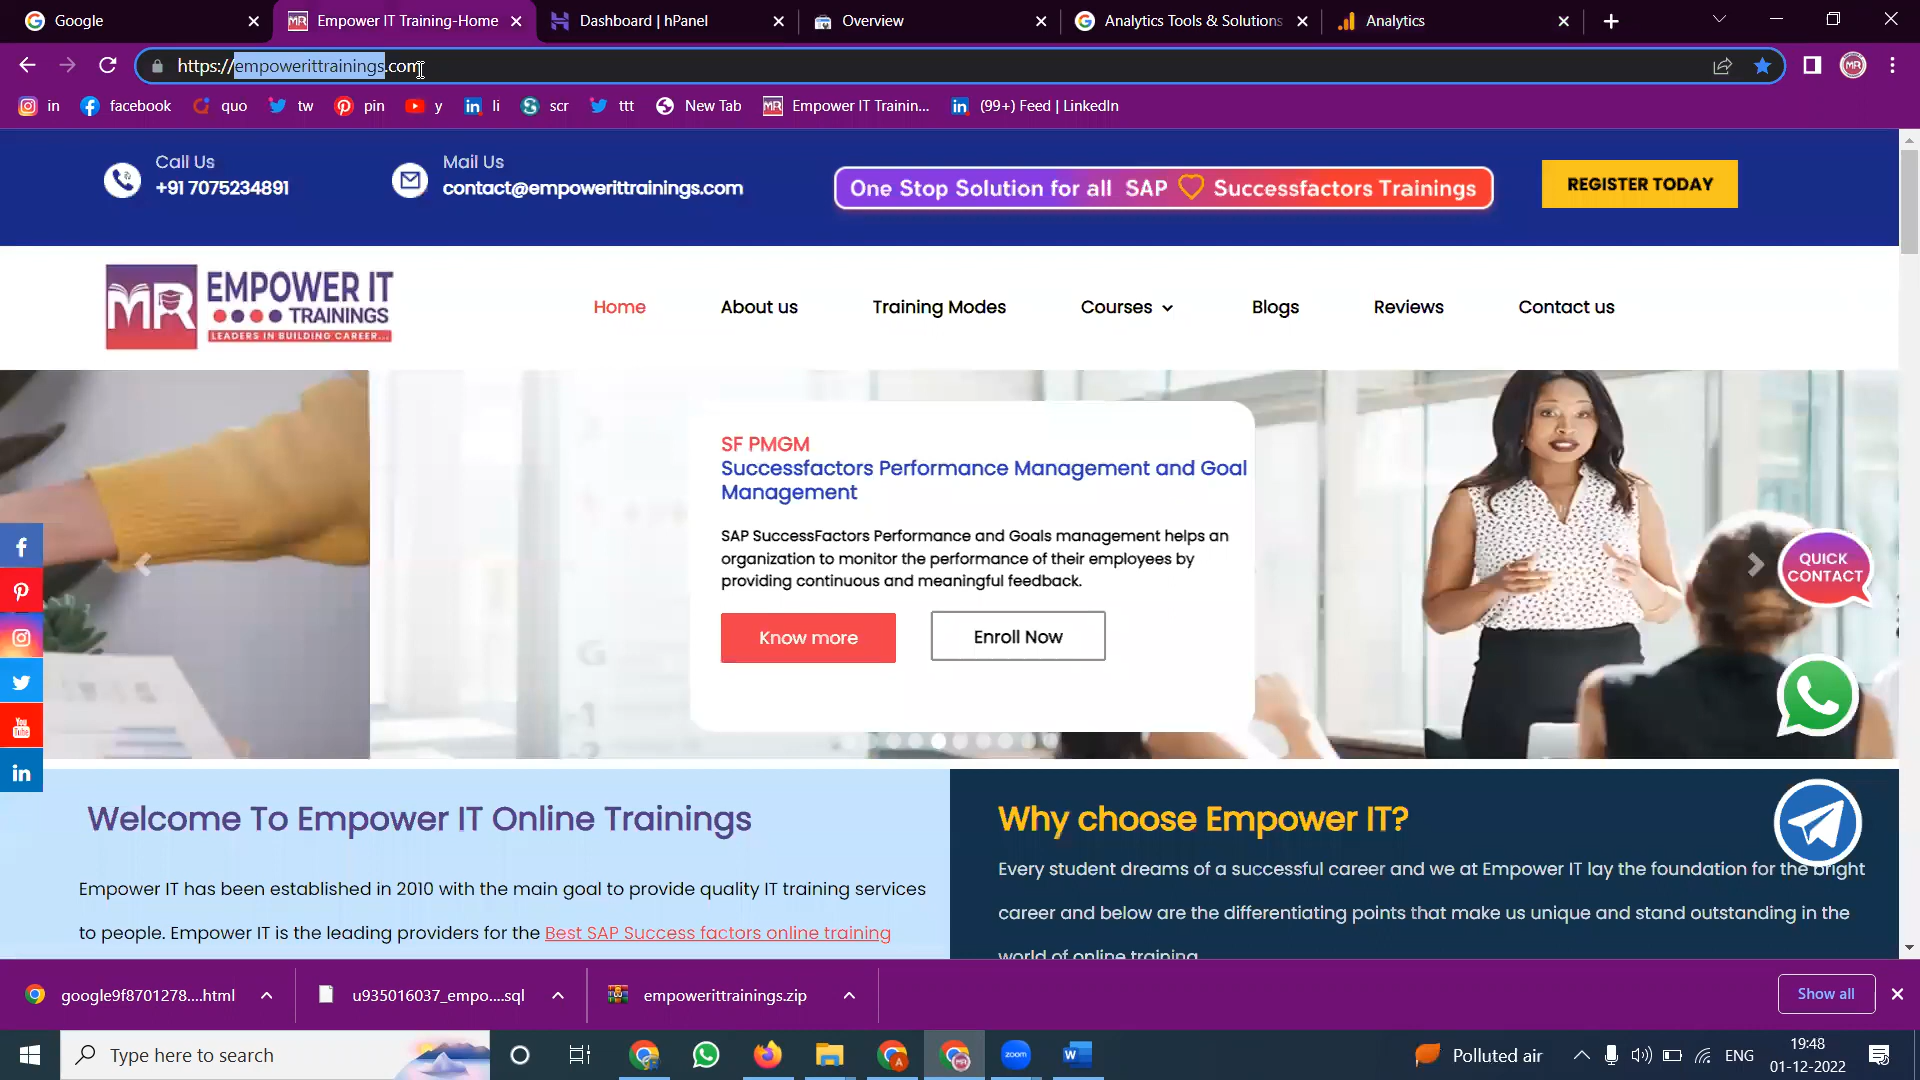 Google
Empower IT Training-Home
Dashboard | hPanel
Overview
Analytics Tools & Solutions
Analytics
https://empowerittrainings.com
in
facebook
quo
tw
pin
y
li
scr
ttt
New Tab
Empower IT Trainin...
(99+) Feed | LinkedIn
Call Us
+91 7075234891
Mail Us
contact@empowerittrainings.com
One Stop Solution for all SAP Successfactors Trainings
REGISTER TODAY
MR
EMPOWER IT
TRAININGS
LEADERS IN BUILDING CAREER...
Home
About us
Training Modes
Courses
Blogs
Reviews
Contact us
SF PMGM
Successfactors Performance Management and Goal
Management
SAP SuccessFactors Performance and Goals management helps an
organization to monitor the performance of their employees by
providing continuous and meaningful feedback.
Know more
Enroll Now
QUICK
CONTACT
Welcome To Empower IT Online Trainings
Empower IT has been established in 2010 with the main goal to provide quality IT training services
to people. Empower IT is the leading providers for the Best SAP Success factors online training
Why choose Empower IT?
Every student dreams of a successful career and we at Empower IT lay the foundation for the bright
career and below are the differentiating points that make us unique and stand outstanding in the
world of online training.
google9f8701278....html
u935016037_empo....sql
empowerittrainings.zip
Show all
Type here to search
zoom
Polluted air
ENG
19:48
01-12-2022